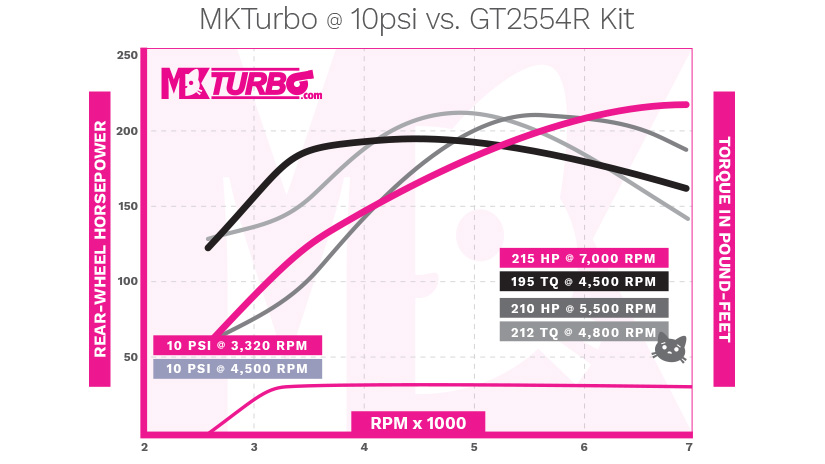 MKTurbo @ 10psi vs. GT2554R Kit
250
200
150
100
50
REAR-WHEEL HORSEPOWER
MKTURBO
.com
TORQUE IN POUND-FEET
215 HP @ 7,000 RPM
195 TQ @ 4,500 RPM
210 HP @ 5,500 RPM
212 TQ @ 4,800 RPM
10 PSI @ 3,320 RPM
10 PSI @ 4,500 RPM
RPM x 1000
2 3 4 5 6 7